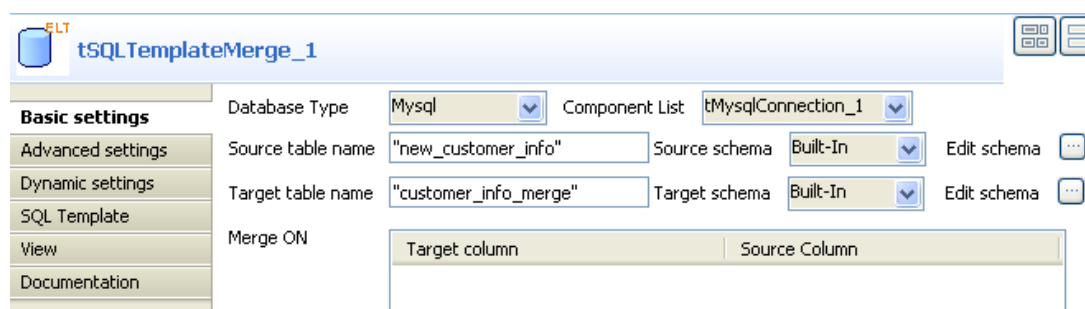 ELT
tSQLTemplateMerge_1
Basic settings
Advanced settings
Dynamic settings
SQL Template
View
Documentation
Database Type Mysql Component List tMysqlConnection_1
Source table name "new_customer_info" Source schema Built-In Edit schema ...
Target table name "customer_info_merge" Target schema Built-In Edit schema ...
Merge ON
Target column Source Column